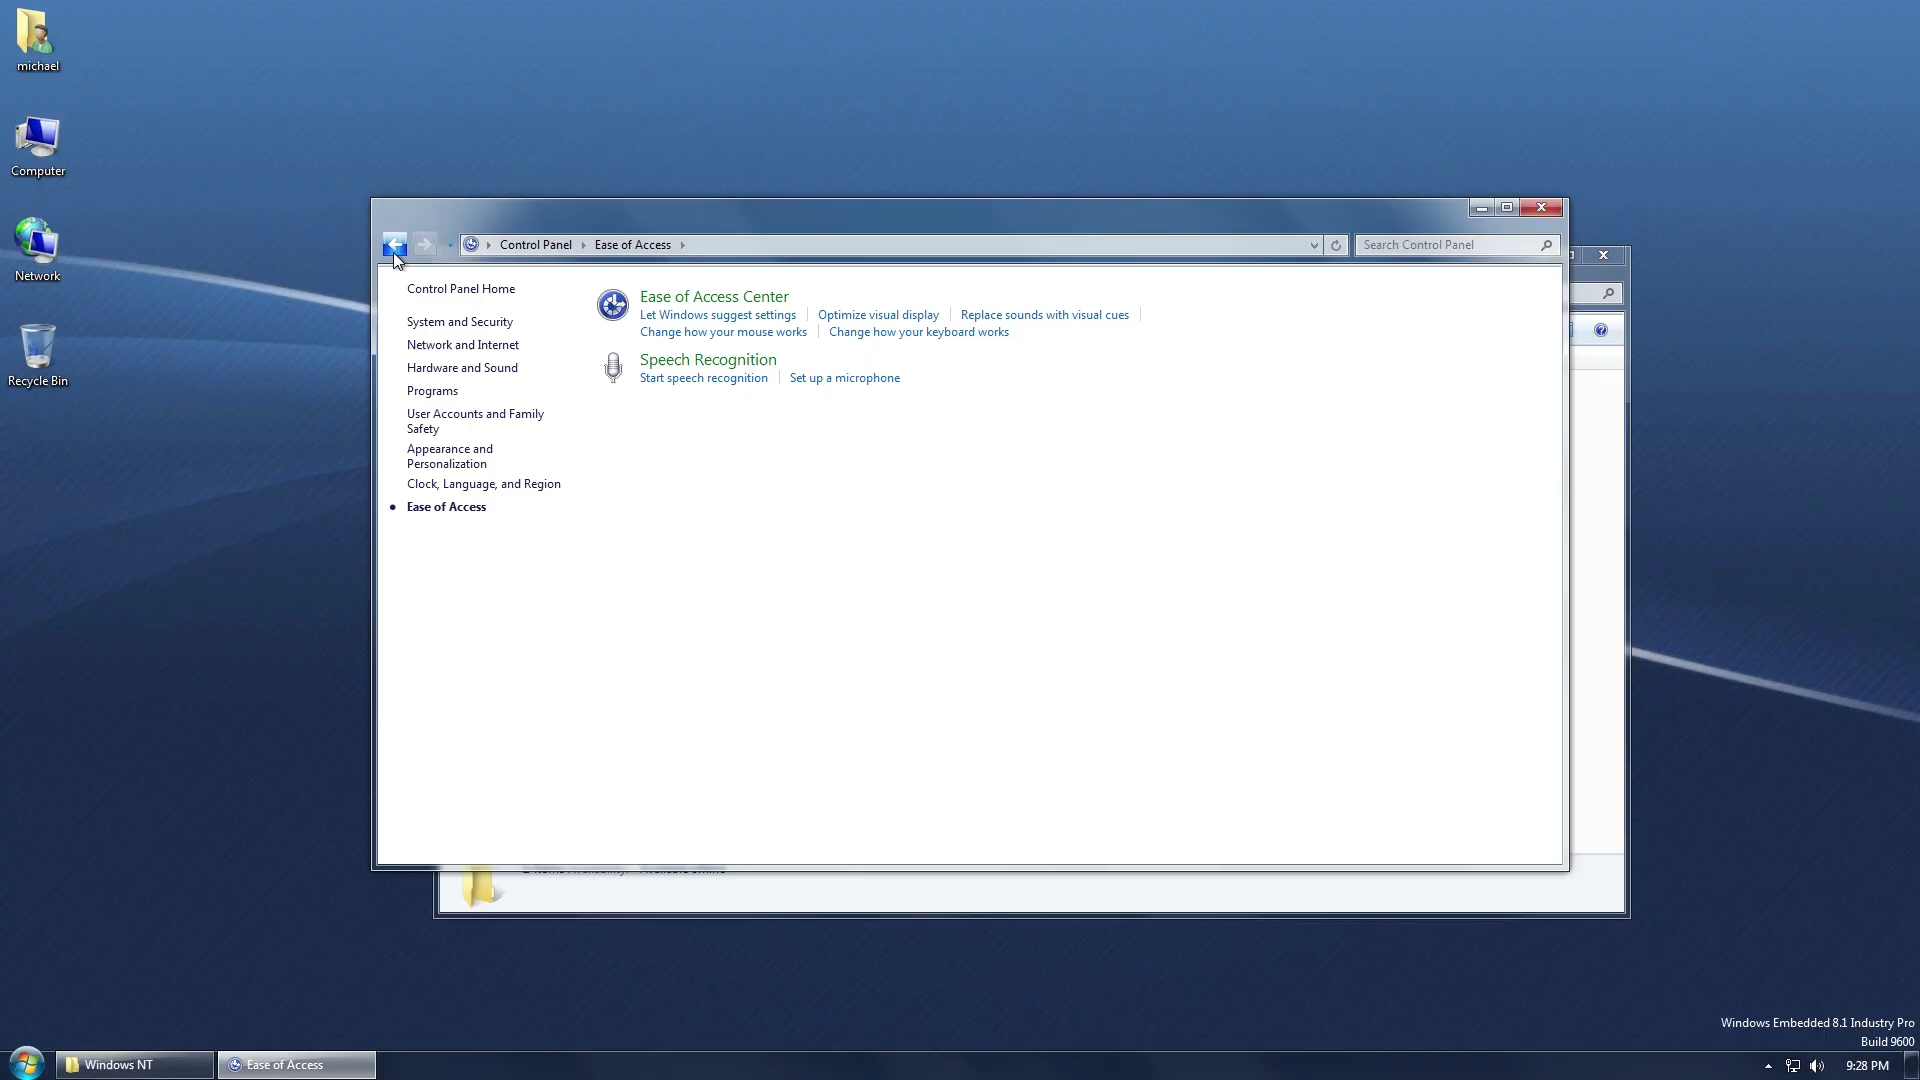 michael
Computer
Network
Recycle Bin
Control Panel
Ease of Access
Search Control Panel
Control Panel Home
System and Security
Network and Internet
Hardware and Sound
Programs
User Accounts and Family
Safety
Appearance and
Personalization
Clock, Language, and Region
Ease of Access
Ease of Access Center
Let Windows suggest settings
Optimize visual display
Replace sounds with visual cues
Change how your mouse works
Change how your keyboard works
Speech Recognition
Start speech recognition
Set up a microphone
Windows Embedded 8.1 Industry Pro
Build 9600
Windows NT
Ease of Access
9:28 PM